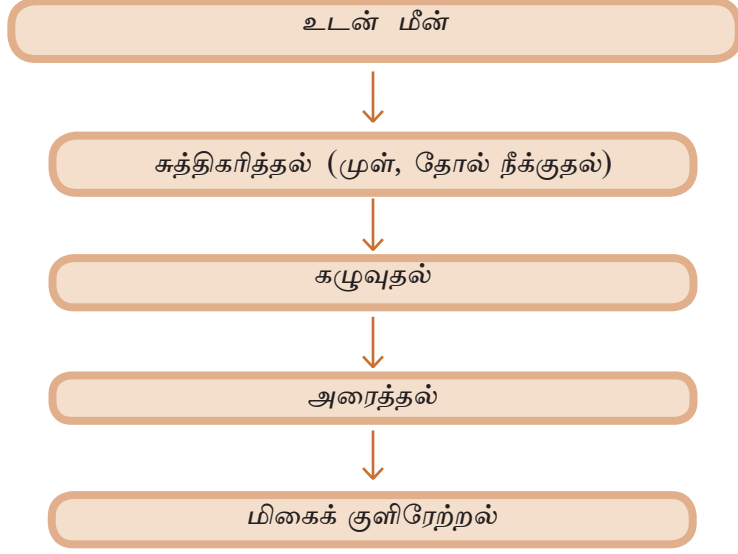 உடன் மீன்
சுத்திகரித்தல் (முள், தோல் நீக்குதல்)
கழுவுதல்
அரைத்தல்
மிகைக் குளிரேற்றல்